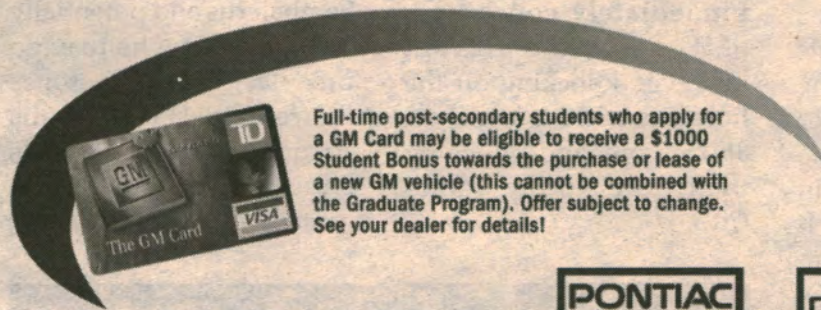 Full-time post-secondary students who apply for
a GM Card may be eligible to receive a $1000
Student Bonus towards the purchase or lease of
a new GM vehicle (this cannot be combined with
the Graduate Program). Offer subject to change.
See your dealer for details!
TD
GM
VISA
The GM Card
PONTIAC